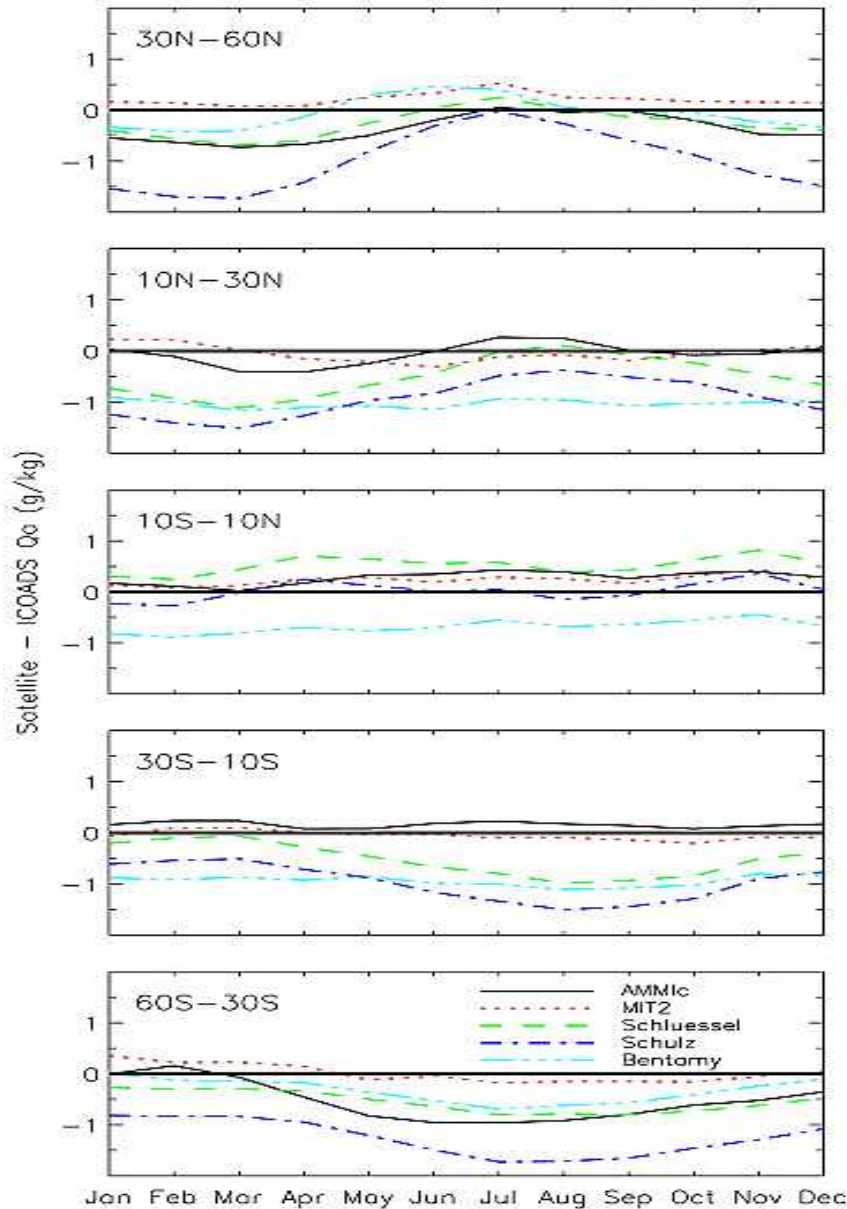 30N-60N
1
0
-1
10N-30N
1
0
-1
10S-10N
1
0
-1
30S-10S
1
0
-1
60S-30S
1
0
-1
AMMIc
MIT2
Schluessel
Schulz
Bentamy
Jan Feb Mar Apr May Jun Jul Aug Sep Oct Nov Dec
Satellite - ICOADS Qa (g/kg)